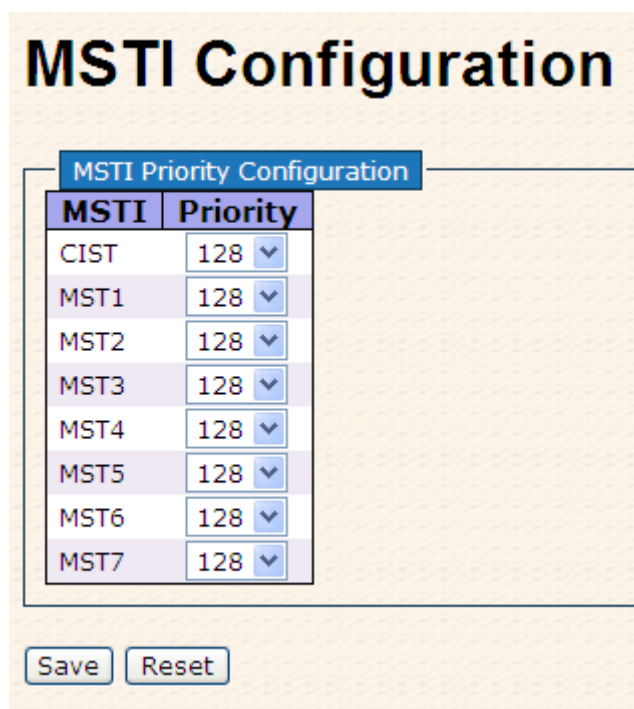 MSTI Configuration
MSTI Priority Configuration
MSTI Priority
CIST 128
MST1 128
MST2 128
MST3 128
MST4 128
MST5 128
MST6 128
MST7 128
Save Reset